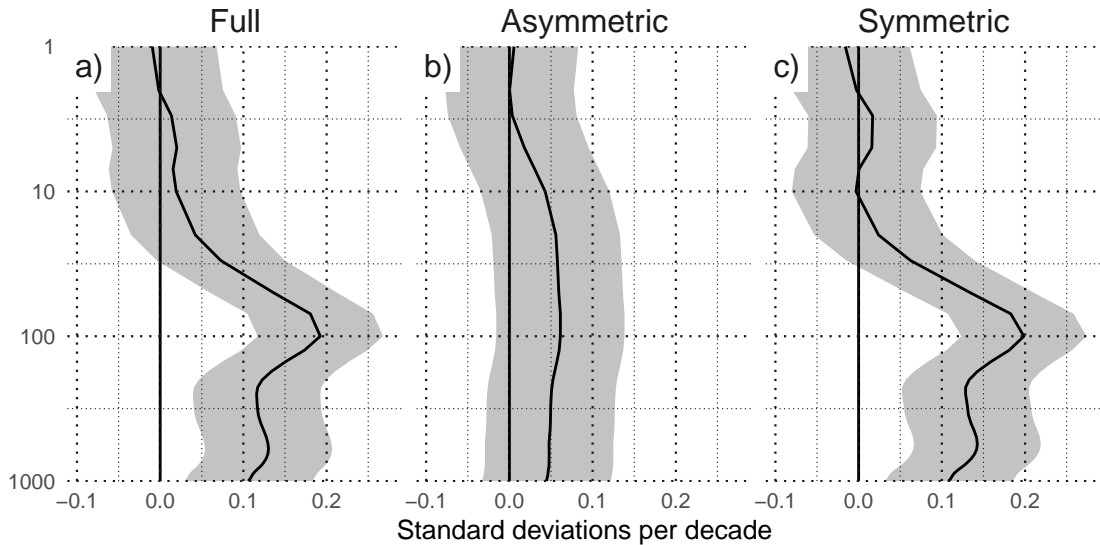 Full Asymmetric Symmetric
1
a) b) c)
10
100
1000
−0.1 0.0 0.1 0.2 −0.1 0.0 0.1 0.2 −0.1 0.0 0.1 0.2
Standard deviations per decade